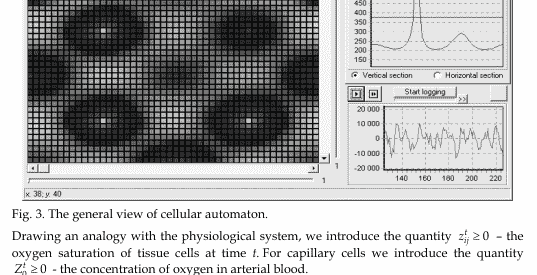 450
400
350
300
250
200
150
Vertical section
Horizontal section
Start logging
>>
20 000
10 000
0
-10 000
-20 000
140 160 180 200 220
1
1
x: 38; y: 40
Fig. 3. The general view of cellular automaton.
Drawing an analogy with the physiological system, we introduce the quantity z_{ij}^t ≥ 0 – the
oxygen saturation of tissue cells at time t. For capillary cells we introduce the quantity
Z_0^t ≥ 0 - the concentration of oxygen in arterial blood.